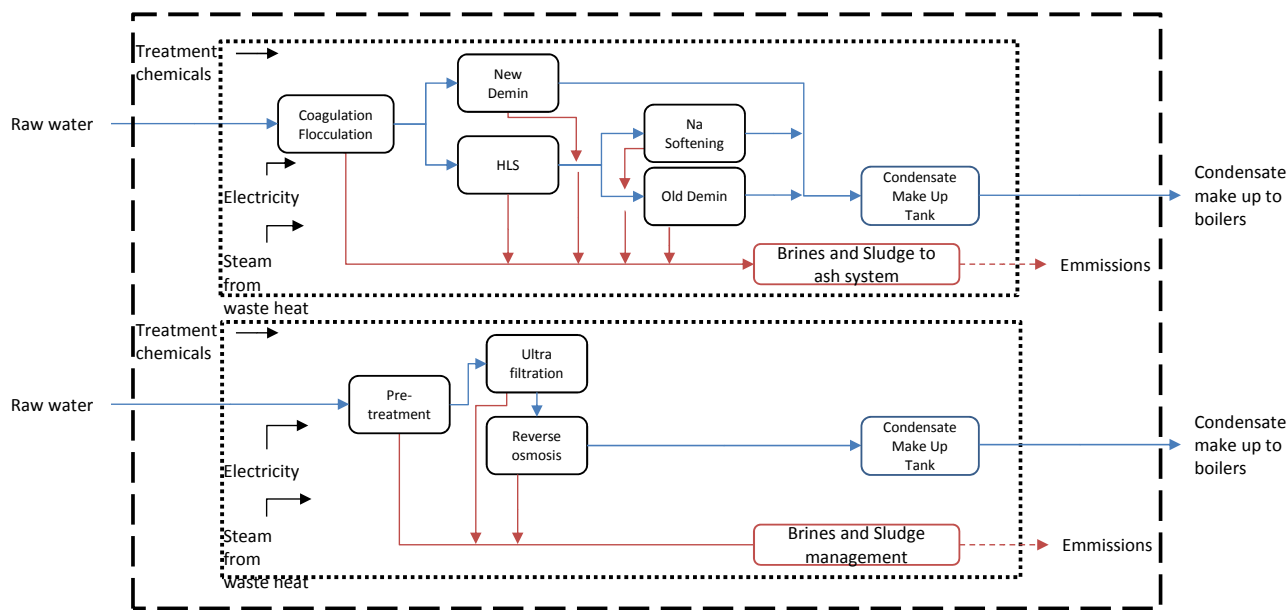 Treatment
chemicals
Raw water
Coagulation
Flocculation
New
Demin
HLS
Na
Softening
Old Demin
Condensate
Make Up
Tank
Condensate
make up to
boilers
Electricity
Steam
from
waste heat
Brines and Sludge to
ash system
Emmissions
Treatment
chemicals
Raw water
Pre-
treatment
Ultra
filtration
Reverse
osmosis
Condensate
Make Up
Tank
Condensate
make up to
boilers
Electricity
Steam
from
waste heat
Brines and Sludge
management
Emmissions